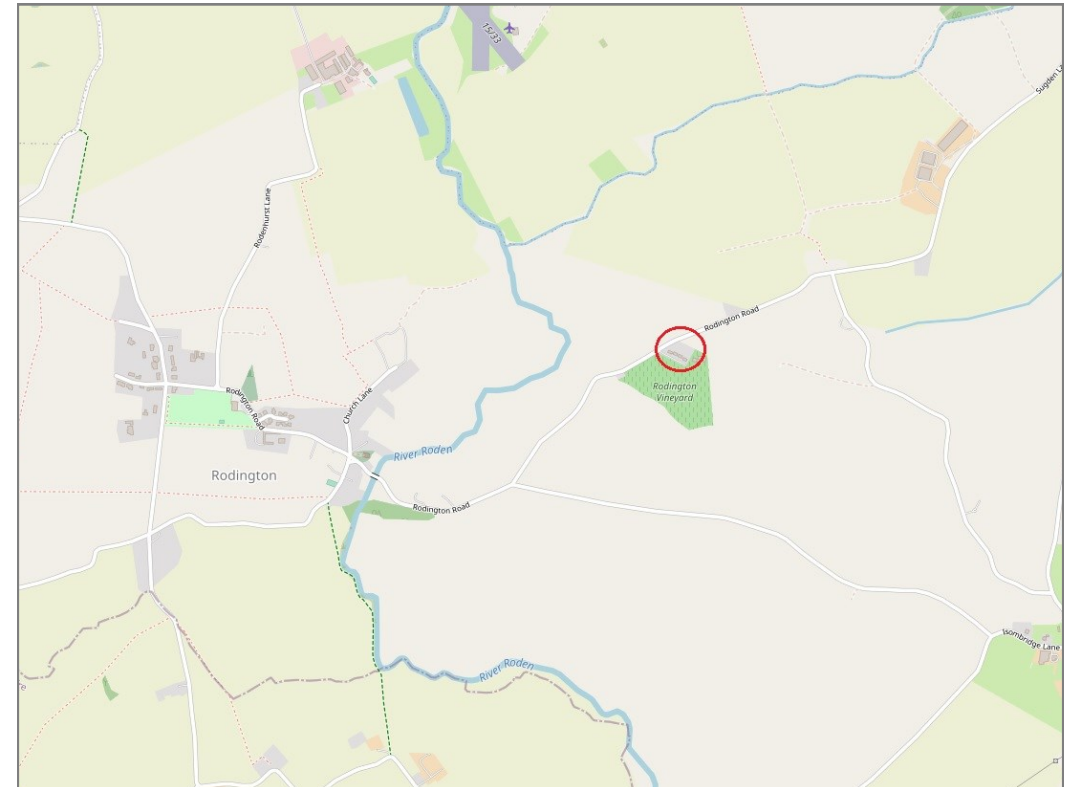 15/33
Sugden La
Rodenhurst Lane
Rodington Road
Rodington
Vineyard
Rodington Road
Church Lane
River Roden
Rodington
Rodington Road
Isombridge Lane
River Roden
re